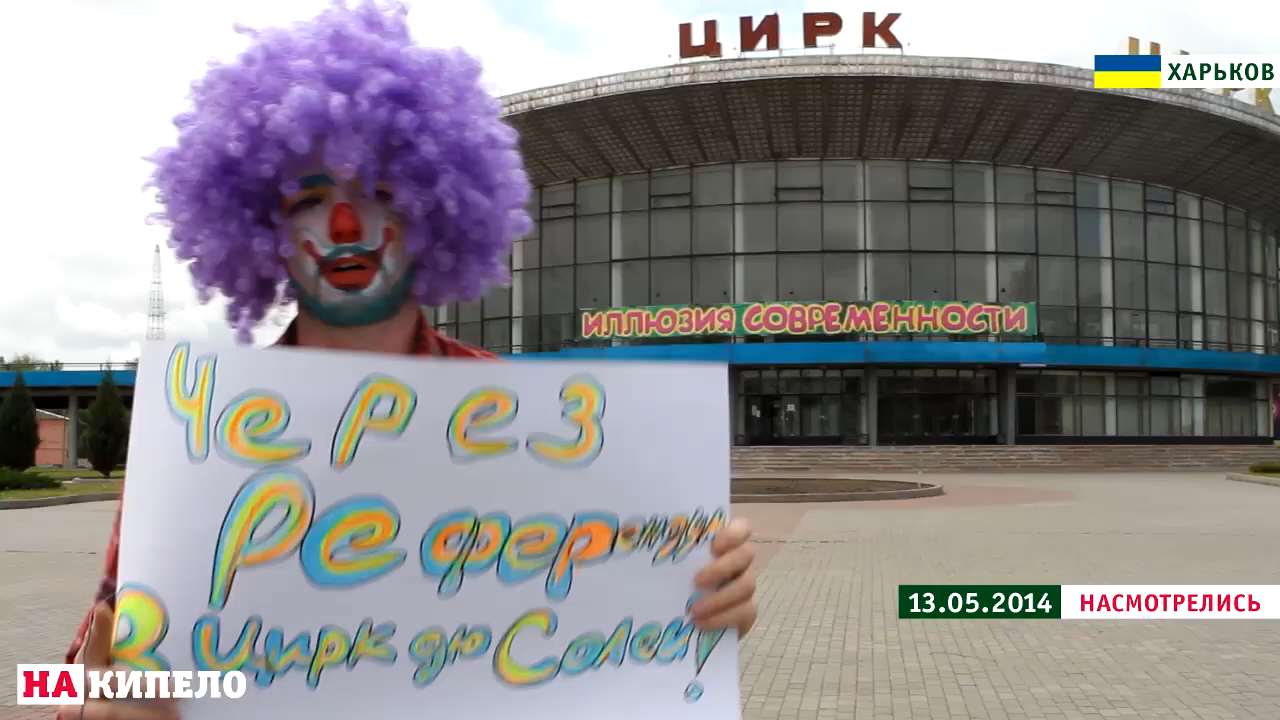 ЦИРК
ХАРЬКОВ
ИЛЛЮЗИЯ СОВРЕМЕННОСТИ
Через
Референдум
В Цирк дю Солей!
13.05.2014 НАСМОТРЕЛИСЬ
НАКИПЕЛО